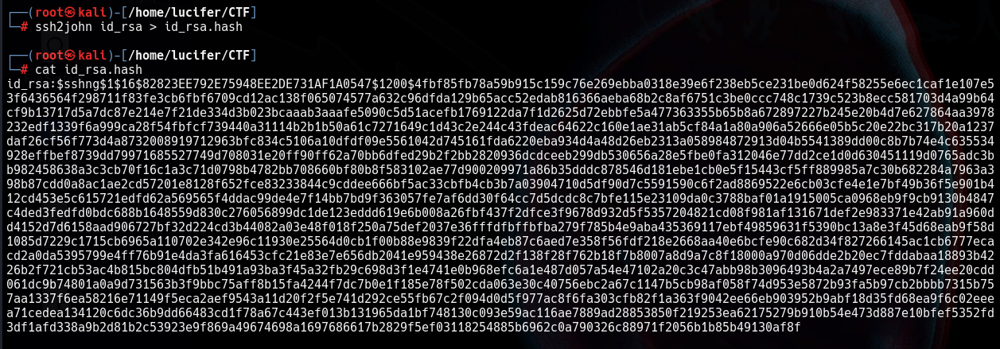 ┌──(root㉿kali)-[/home/lucifer/CTF]
└─# ssh2john id_rsa > id_rsa.hash
┌──(root㉿kali)-[/home/lucifer/CTF]
└─# cat id_rsa.hash
id_rsa:$sshng$1$16$82823EE792E75948EE2DE731AF1A0547$1200$4fbf85fb78a59b915c159c76e269ebba0318e39e6f238eb5ce231be0d624f58255e6ec1caf1e107e5
3f6436564f298711f83fe3cb6fbf6709cd12ac138f065074577a632c96dfda129b65acc52edab816366aeba68b2c8af6751c3be0ccc748c1739c523b8ecc581703d4a99b64
cf9b13717d5a7dc87e214e7f21de334d3b023bcaaab3aaafe5090c5d51acefb1769122da7f1d2625d72ebbfe5a477363355b65b8a672897227b245e20b4d7e627864aa3978
232edf1339f6a999ca28f54fbfcf739440a31114b2b1b50a61c7271649c1d43c2e244c43fdeac64622c160e1ae31ab5cf84a1a80a906a52666e05b5c20e22bc317b20a1237
daf26cf56f773d4a8732008919712963bfc834c5106a10dfdf09e5561042d745161fda6220eba934d4a48d26eb2313a058984872913d04b5541389dd00c8b7b74e4c635534
928effbef8739dd79971685527749d708031e20ff90ff62a70bb6dfed29b2f2bb2820936dcdceeb299db530656a28e5fbe0fa312046e77dd2ce1d0d630451119d0765adc3b
b982458638a3c3cb70f16c1a3c71d0798b4782bb708660bf80b8f583102ae77d900209971a86b35dddc878546d181ebe1cb0e5f15443cf5ff889985a7c30b682284a7963a3
98b87cdd0a8ac1ae2cd57201e8128f652fce83233844c9cddee666bf5ac33cbfb4cb3b7a03904710d5df90d7c5591590c6f2ad8869522e6cb03cfe4e1e7bf49b36f5e901b4
12cd453e5c615721edfd62a569565f4ddac99de4e7f14bb7bd9f363057fe7af6dd30f64cc7d5dcdc8c7bfe115e23109da0c3788baf01a1915005ca0968eb9f9cb9130b4847
c4ded3fedfd0bdc688b1648559d830c276056899dc1de123eddd619e6b008a26fbf437f2dfce3f9678d932d5f5357204821cd08f981af131671def2e983371e42ab91a960d
d4152d7d6158aad906727bf32d224cd3b44082a03e48f018f250a75def2037e36fffdfbffbfba279f785b4e9aba435369117ebf49859631f5390bc13a8e3f45d68eab9f58d
1085d7229c1715cb6965a110702e342e96c11930e25564d0cb1f00b88e9839f22dfa4eb87c6aed7e358f56fdf218e2668aa40e6bcfe90c682d34f827266145ac1cb6777eca
cd2a0da5395799e4ff76b91e4da3fa616453cfc21e83e7e656db2041e959438e26872d2f138f28f762b18f7b8007a8d9a7c8f18000a970d06dde2b20ec7fddabaa18893b42
26b2f721cb53ac4b815bc804dfb51b491a93ba3f45a32fb29c698d3f1e4741e0b968efc6a1e487d057a54e47102a20c3c47abb98b3096493b4a2a7497ece89b7f24ee20cdd
061dc9b74801a0a9d731563b3f9bbc75aff8b15fa4244f7dc7b0e1f185e78f502cda063e30c40756ebc2a67c1147b5cb98af058f74d953e5872b93fa5b97cb2bbbb7315b75
7aa1337f6ea58216e71149f5eca2aef9543a11d20f2f5e741d292ce55fb67c2f094d0d5f977ac8f6fa303cfb82f1a363f9042ee66eb903952b9abf18d35fd68ea9f6c02eee
a71cedea134120c6dc36b9dd66483cd1f78a67c443ef013b131965da1bf748130c093e59ac116ae7889ad28853850f219253ea62175279b910b54e473d887e10bfef5352fd
3df1afd338a9b2d81b2c53923e9f869a49674698a1697686617b2829f5ef03118254885b6962c0a790326c88971f2056b1b85b49130af8f